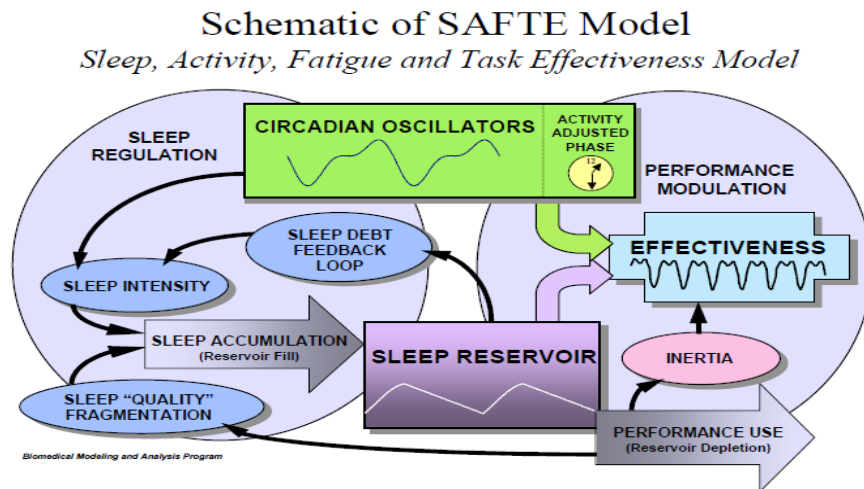 Schematic of SAFTE Model
Sleep, Activity, Fatigue and Task Effectiveness Model
SLEEP
REGULATION
CIRCADIAN OSCILLATORS
ACTIVITY
ADJUSTED
PHASE
12
PERFORMANCE
MODULATION
SLEEP DEBT
FEEDBACK
LOOP
EFFECTIVENESS
SLEEP INTENSITY
SLEEP ACCUMULATION
(Reservoir Fill)
SLEEP RESERVOIR
INERTIA
SLEEP “QUALITY”
FRAGMENTATION
PERFORMANCE USE
(Reservoir Depletion)
Biomedical Modeling and Analysis Program